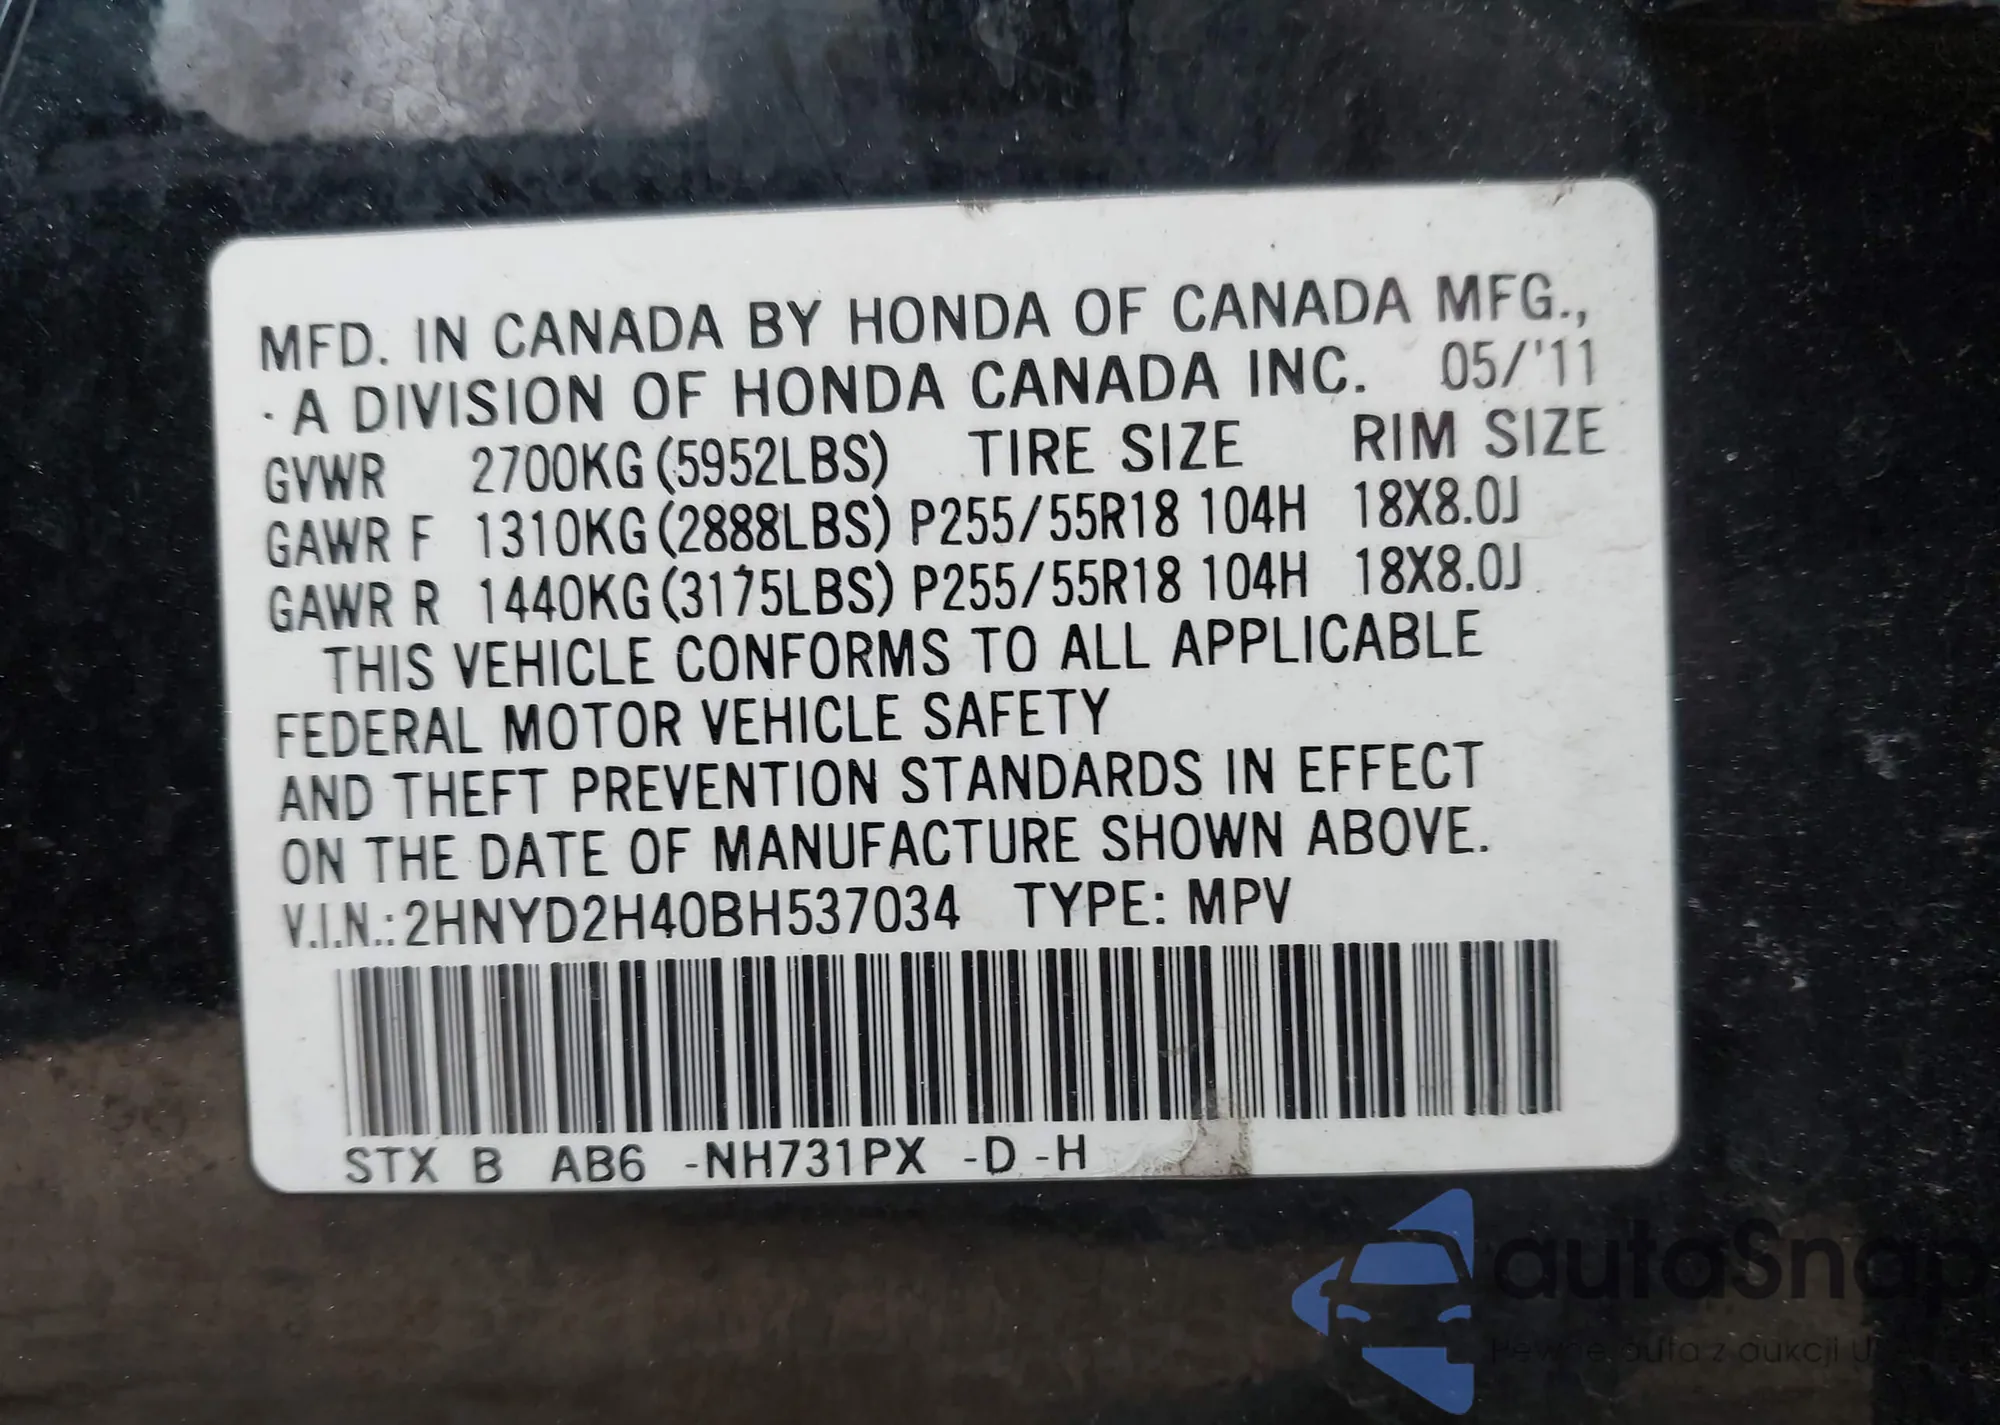 MFD. IN CANADA BY HONDA OF CANADA MFG.,
A DIVISION OF HONDA CANADA INC. 05/'11
GVWR 2700KG(5952LBS) TIRE SIZE RIM SIZE
GAWR F 1310KG(2888LBS) P255/55R18 104H 18X8.0J
GAWR R 1440KG(3175LBS) P255/55R18 104H 18X8.0J
THIS VEHICLE CONFORMS TO ALL APPLICABLE
FEDERAL MOTOR VEHICLE SAFETY
AND THEFT PREVENTION STANDARDS IN EFFECT
ON THE DATE OF MANUFACTURE SHOWN ABOVE.
V.I.N.: 2HNYD2H40BH537034 TYPE: MPV
STX B AB6 -NH731PX -D -H
autoSnap
Pewne auta z aukcji